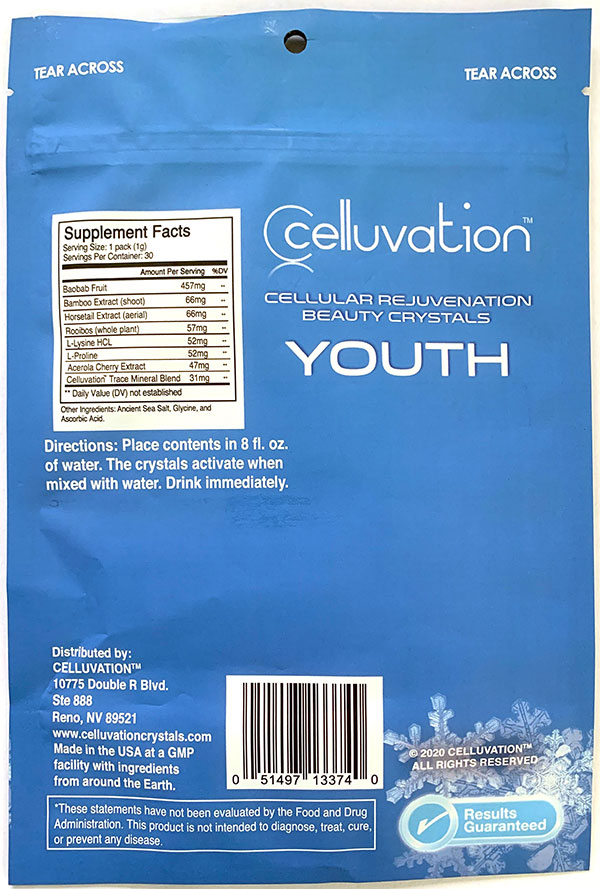 TEAR ACROSS
TEAR ACROSS
Celluvation™
CELLULAR REJUVENATION
BEAUTY CRYSTALS
YOUTH
Supplement Facts
Serving Size: 1 pack (1g)
Servings Per Container: 30
Amount Per Serving %DV
Baobab Fruit 457mg **
Bamboo Extract (shoot) 66mg **
Horsetail Extract (aerial) 66mg **
Rooibos (whole plant) 57mg **
L-Lysine HCL 52mg **
L-Proline 52mg **
Acerola Cherry Extract 47mg **
Celluvation™ Trace Mineral Blend 31mg **
** Daily Value (DV) not established
Other Ingredients: Ancient Sea Salt, Glycine, and
Ascorbic Acid.
Directions: Place contents in 8 fl. oz.
of water. The crystals activate when
mixed with water. Drink immediately.
Distributed by:
CELLUVATION™
10775 Double R Blvd.
Ste 888
Reno, NV 89521
www.celluvationcrystals.com
Made in the USA at a GMP
facility with ingredients
from around the Earth.
0 51497 13374 0
© 2020 CELLUVATION™
ALL RIGHTS RESERVED
*These statements have not been evaluated by the Food and Drug
Administration. This product is not intended to diagnose, treat, cure,
or prevent any disease.
Results
Guaranteed